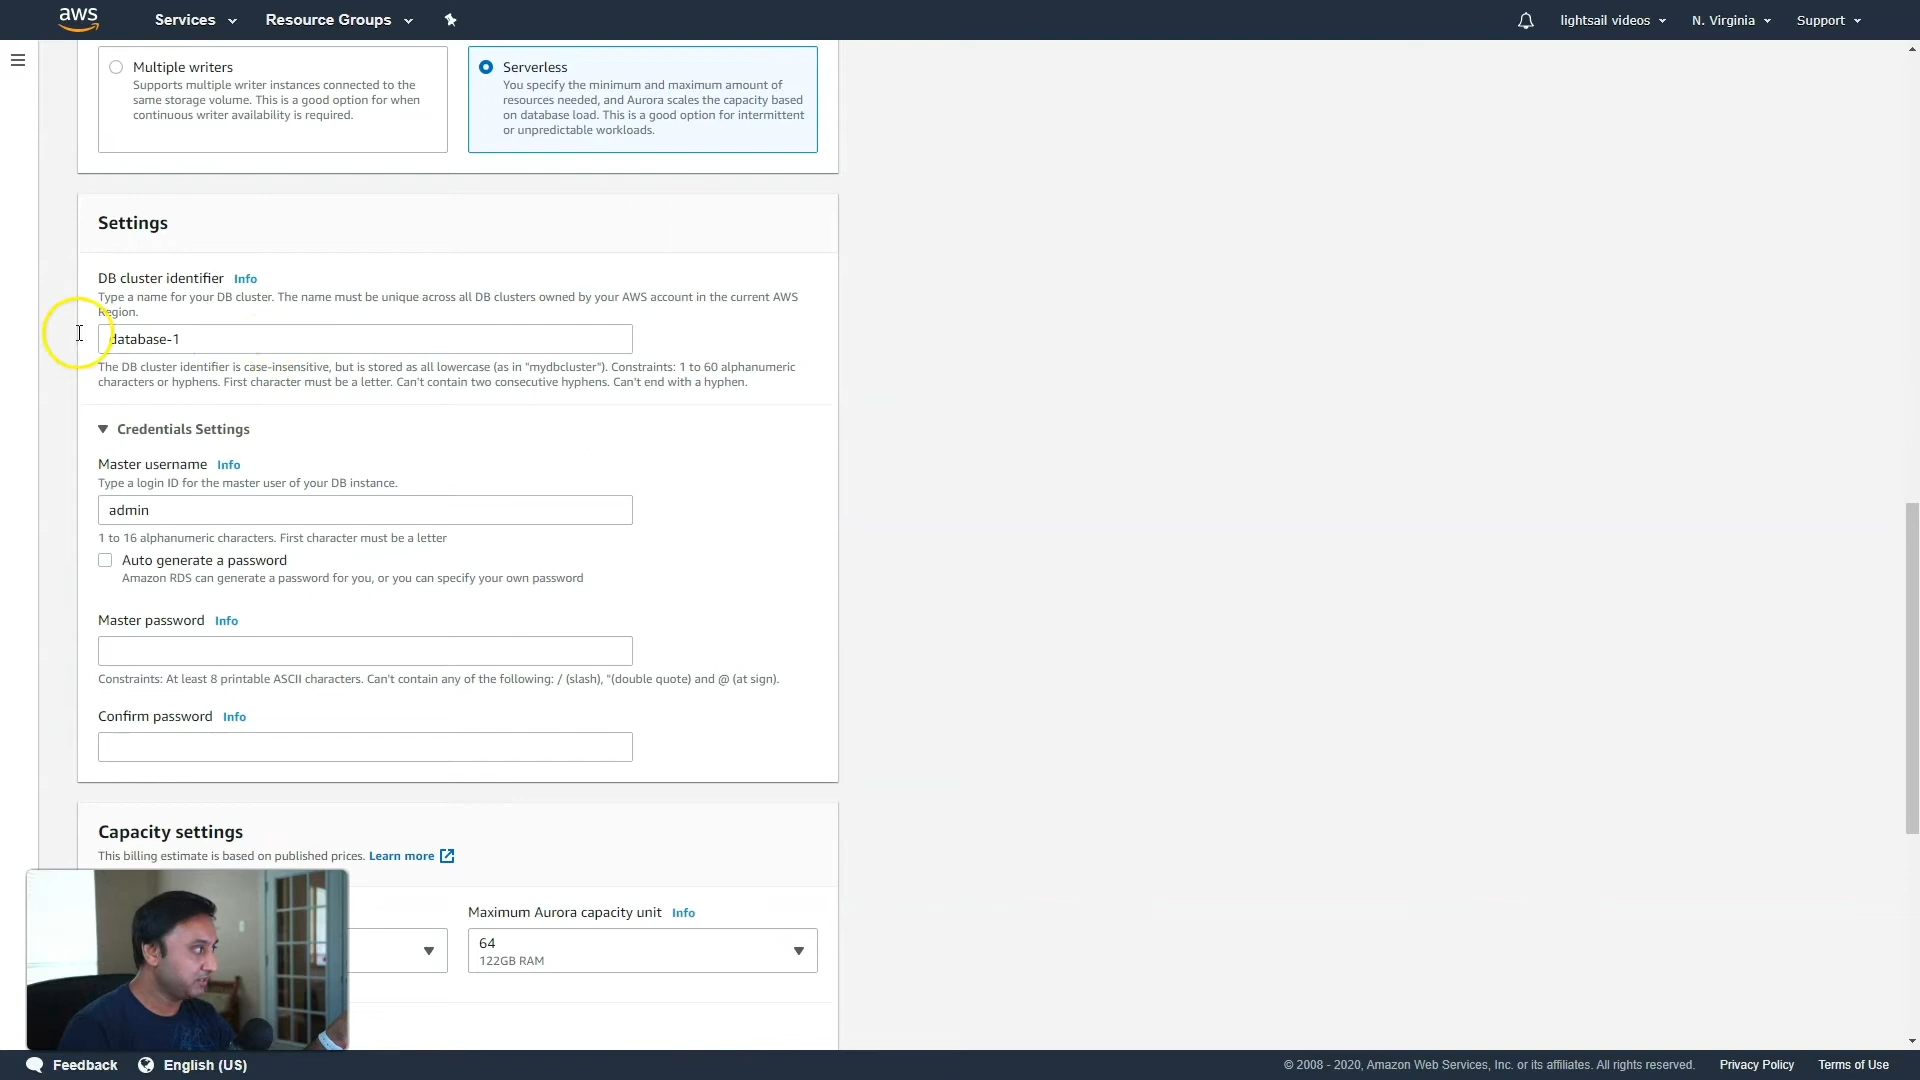 aws
Services
Resource Groups
lightsail videos
N. Virginia
Support
Multiple writers
Supports multiple writer instances connected to the
same storage volume. This is a good option for when
continuous writer availability is required.
Serverless
You specify the minimum and maximum amount of
resources needed, and Aurora scales the capacity based
on database load. This is a good option for intermittent
or unpredictable workloads.
Settings
DB cluster identifier Info
Type a name for your DB cluster. The name must be unique across all DB clusters owned by your AWS account in the current AWS
Region.
database-1
The DB cluster identifier is case-insensitive, but is stored as all lowercase (as in "mydbcluster"). Constraints: 1 to 60 alphanumeric
characters or hyphens. First character must be a letter. Can't contain two consecutive hyphens. Can't end with a hyphen.
Credentials Settings
Master username Info
Type a login ID for the master user of your DB instance.
admin
1 to 16 alphanumeric characters. First character must be a letter
Auto generate a password
Amazon RDS can generate a password for you, or you can specify your own password
Master password Info
Constraints: At least 8 printable ASCII characters. Can't contain any of the following: / (slash), "(double quote) and @ (at sign).
Confirm password Info
Capacity settings
This billing estimate is based on published prices. Learn more
Maximum Aurora capacity unit Info
64
122GB RAM
Feedback
English (US)
© 2008 - 2020, Amazon Web Services, Inc. or its affiliates. All rights reserved.
Privacy Policy
Terms of Use